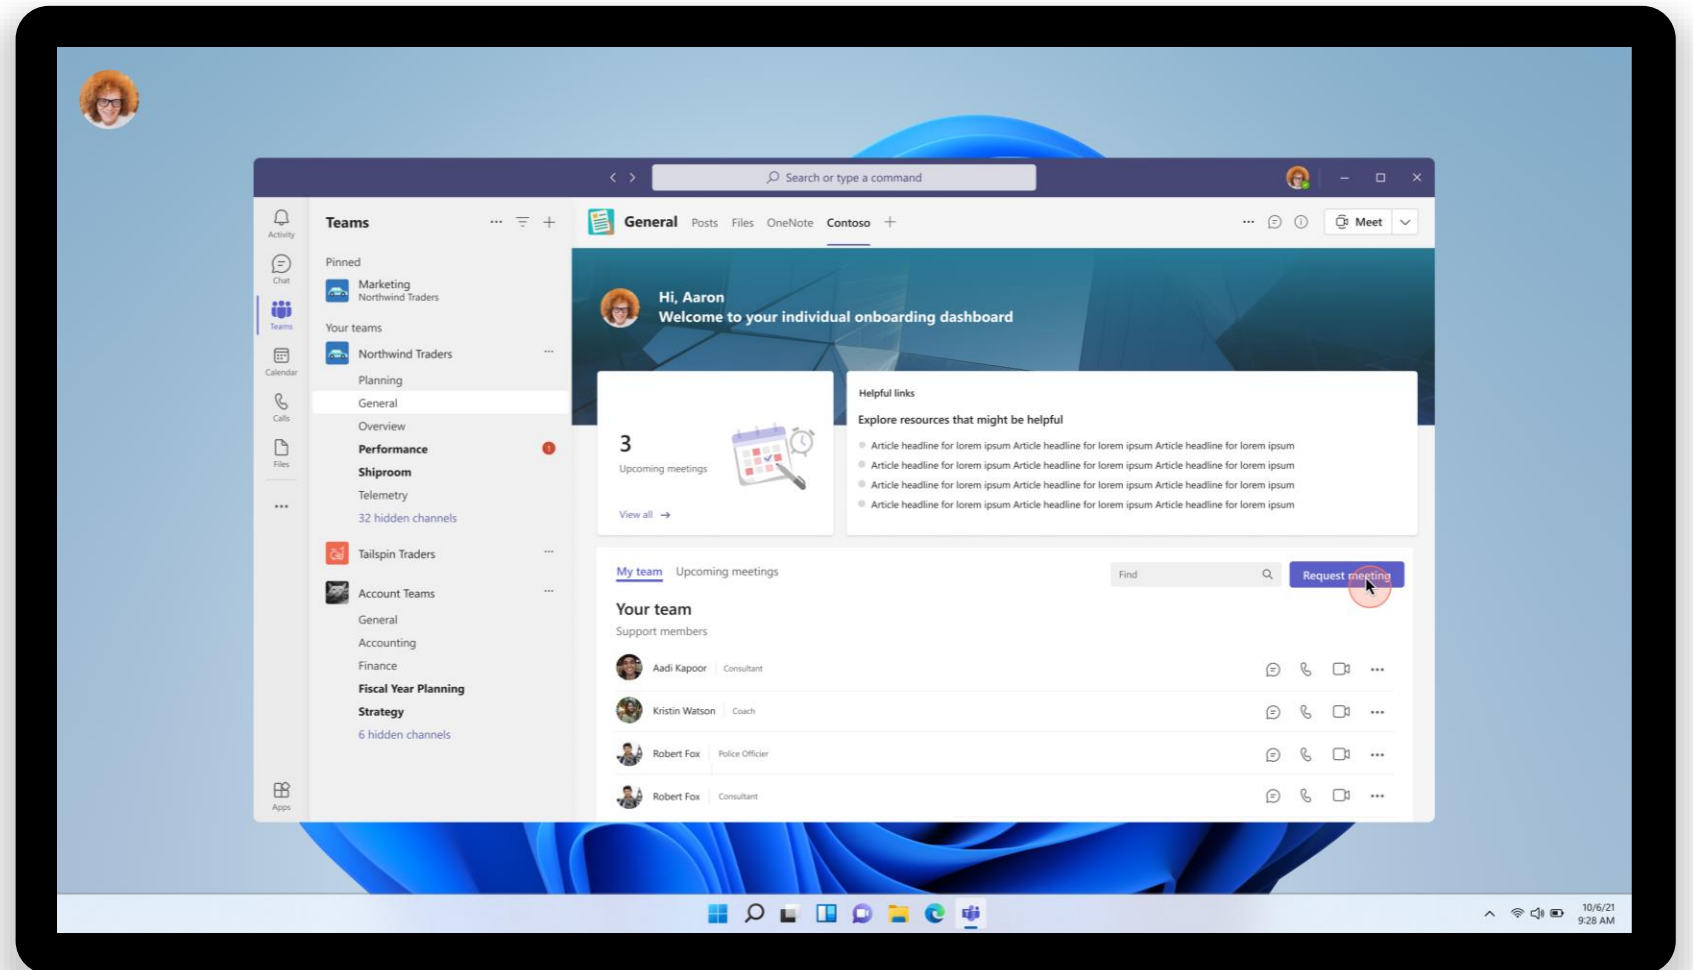 Search or type a command
Activity
Chat
Teams
Calendar
Calls
Files
Apps
Teams
Pinned
Marketing
Northwind Traders
Your teams
Northwind Traders
Planning
General
Overview
Performance
1
Shiproom
Telemetry
32 hidden channels
Tailspin Traders
Account Teams
General
Accounting
Finance
Fiscal Year Planning
Strategy
6 hidden channels
General Posts Files OneNote Contoso
Meet
Hi, Aaron
Welcome to your individual onboarding dashboard
3
Upcoming meetings
View all
Helpful links
Explore resources that might be helpful
Article headline for lorem ipsum Article headline for lorem ipsum Article headline for lorem ipsum
Article headline for lorem ipsum Article headline for lorem ipsum Article headline for lorem ipsum
Article headline for lorem ipsum Article headline for lorem ipsum Article headline for lorem ipsum
Article headline for lorem ipsum Article headline for lorem ipsum Article headline for lorem ipsum
My team Upcoming meetings
Find
Request meeting
Your team
Support members
Aadi Kapoor Consultant
Kristin Watson Coach
Robert Fox Police Officier
Robert Fox Consultant
10/6/21
9:28 AM